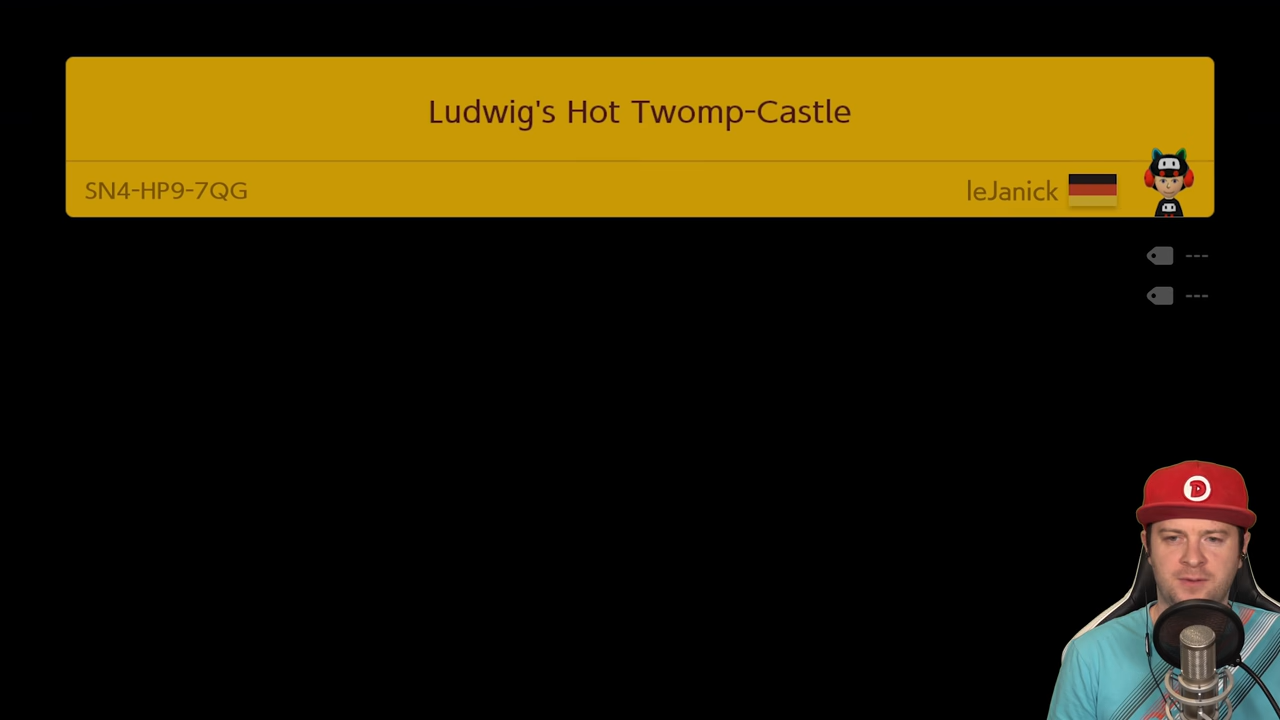 Ludwig's Hot Twomp-Castle
SN4-HP9-7QG
leJanick
---
---
D